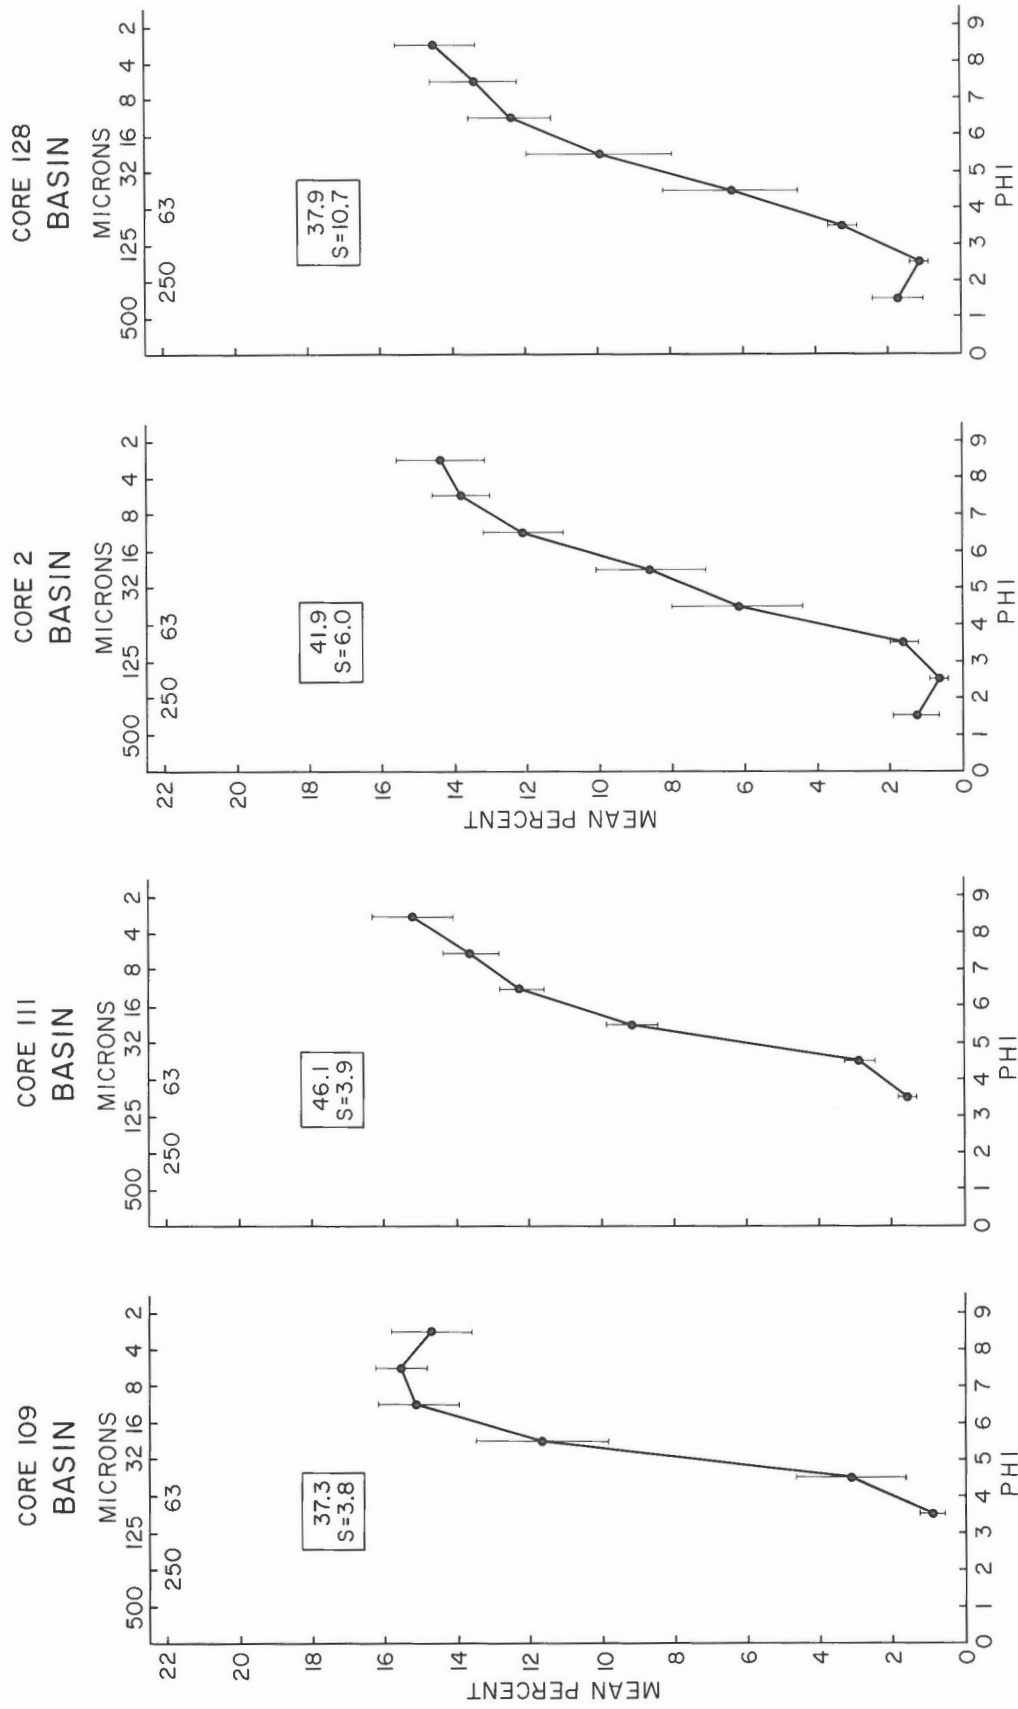 CORE 109
BASIN
MICRONS
500 125 32 16 8 4 2
250 63
37.3
S=3.8
MEAN PERCENT
22
20
18
16
14
12
10
8
6
4
2
0
0 1 2 3 4 5 6 7 8 9
PHI
CORE 111
BASIN
MICRONS
500 125 32 16 8 4 2
250 63
46.1
S=3.9
0 1 2 3 4 5 6 7 8 9
PHI
CORE 2
BASIN
MICRONS
500 125 32 16 8 4 2
250 63
41.9
S=6.0
MEAN PERCENT
22
20
18
16
14
12
10
8
6
4
2
0
0 1 2 3 4 5 6 7 8 9
PHI
CORE 128
BASIN
MICRONS
500 125 32 16 8 4 2
250 63
37.9
S=10.7
0 1 2 3 4 5 6 7 8 9
PHI